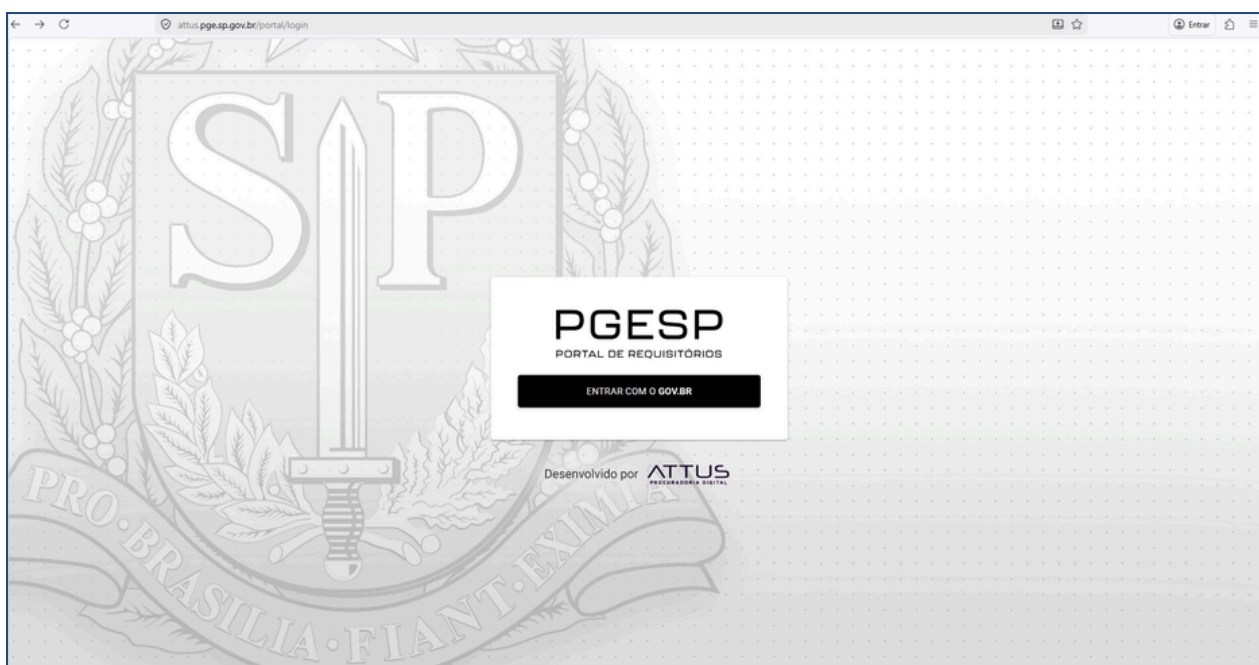 attus.pge.sp.gov.br/portal/login
Entrar
SP
PGESP
PORTAL DE REQUISITÓRIOS
ENTRAR COM O GOV.BR
Desenvolvido por ATTUS
PROCURADORIA DIGITAL
PRO·BRASILIA·FIANT·EXIMIA